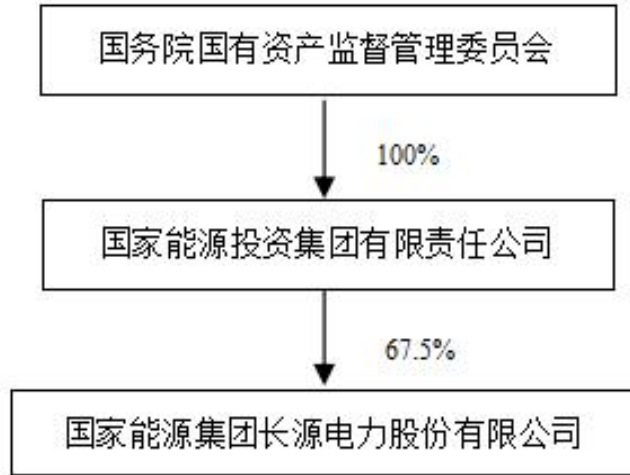 国务院国有资产监督管理委员会
100%
国家能源投资集团有限责任公司
67.5%
国家能源集团长源电力股份有限公司